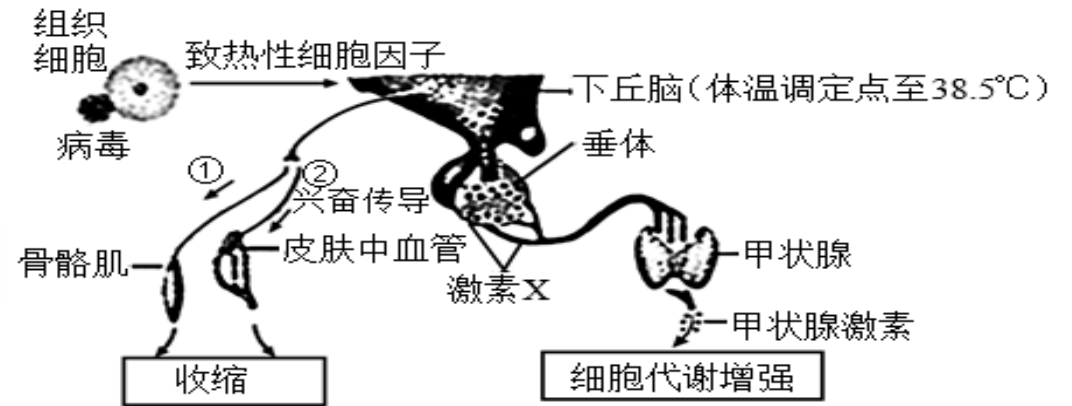 组织
细胞
致热性细胞因子
下丘脑(体温调定点至38.5℃)
病毒
垂体
①
②
兴奋传导
骨骼肌
皮肤中血管
激素X
甲状腺
甲状腺激素
收缩
细胞代谢增强